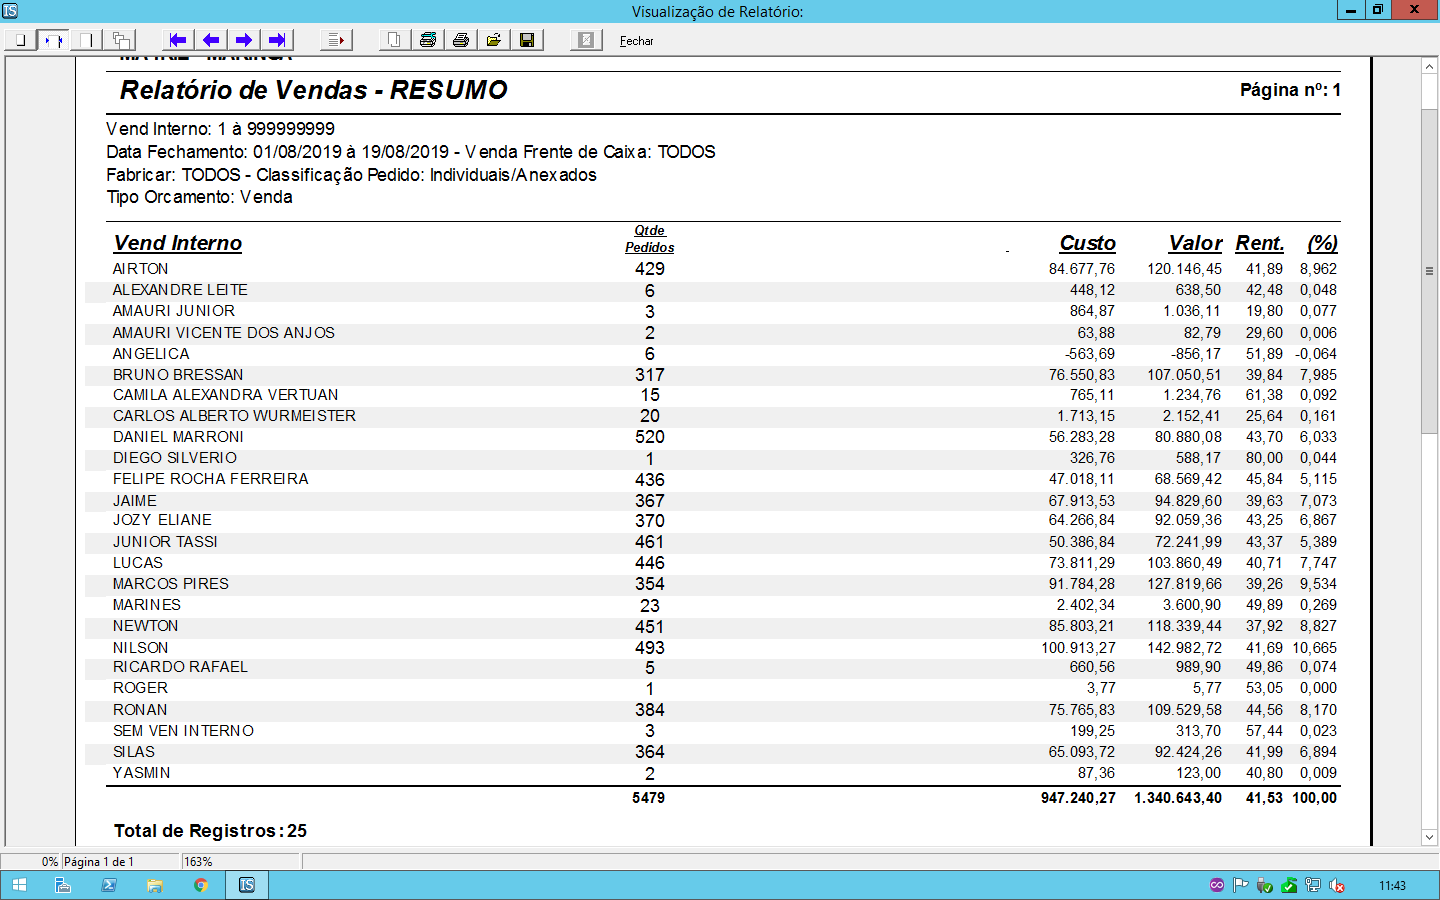 IS Visualização de Relatório:
Fechar
MATRIZ - MARINGA
Relatório de Vendas - RESUMO Página nº: 1
Vend Interno: 1 à 999999999
Data Fechamento: 01/08/2019 à 19/08/2019 - Venda Frente de Caixa: TODOS
Fabricar: TODOS - Classificação Pedido: Individuais/Anexados
Tipo Orcamento: Venda
Vend Interno Qtde Pedidos - Custo Valor Rent. (%)
AIRTON 429 84.677,76 120.146,45 41,89 8,962
ALEXANDRE LEITE 6 448,12 638,50 42,48 0,048
AMAURI JUNIOR 3 864,87 1.036,11 19,80 0,077
AMAURI VICENTE DOS ANJOS 2 63,88 82,79 29,60 0,006
ANGELICA 6 -563,69 -856,17 51,89 -0,064
BRUNO BRESSAN 317 76.550,83 107.050,51 39,84 7,985
CAMILA ALEXANDRA VERTUAN 15 765,11 1.234,76 61,38 0,092
CARLOS ALBERTO WURMEISTER 20 1.713,15 2.152,41 25,64 0,161
DANIEL MARRONI 520 56.283,28 80.880,08 43,70 6,033
DIEGO SILVERIO 1 326,76 588,17 80,00 0,044
FELIPE ROCHA FERREIRA 436 47.018,11 68.569,42 45,84 5,115
JAIME 367 67.913,53 94.829,60 39,63 7,073
JOZY ELIANE 370 64.266,84 92.059,36 43,25 6,867
JUNIOR TASSI 461 50.386,84 72.241,99 43,37 5,389
LUCAS 446 73.811,29 103.860,49 40,71 7,747
MARCOS PIRES 354 91.784,28 127.819,66 39,26 9,534
MARINES 23 2.402,34 3.600,90 49,89 0,269
NEWTON 451 85.803,21 118.339,44 37,92 8,827
NILSON 493 100.913,27 142.982,72 41,69 10,665
RICARDO RAFAEL 5 660,56 989,90 49,86 0,074
ROGER 1 3,77 5,77 53,05 0,000
RONAN 384 75.765,83 109.529,58 44,56 8,170
SEM VEN INTERNO 3 199,25 313,70 57,44 0,023
SILAS 364 65.093,72 92.424,26 41,99 6,894
YASMIN 2 87,36 123,00 40,80 0,009
5479 947.240,27 1.340.643,40 41,53 100,00
Total de Registros: 25
0% Página 1 de 1 163%
IS 11:43